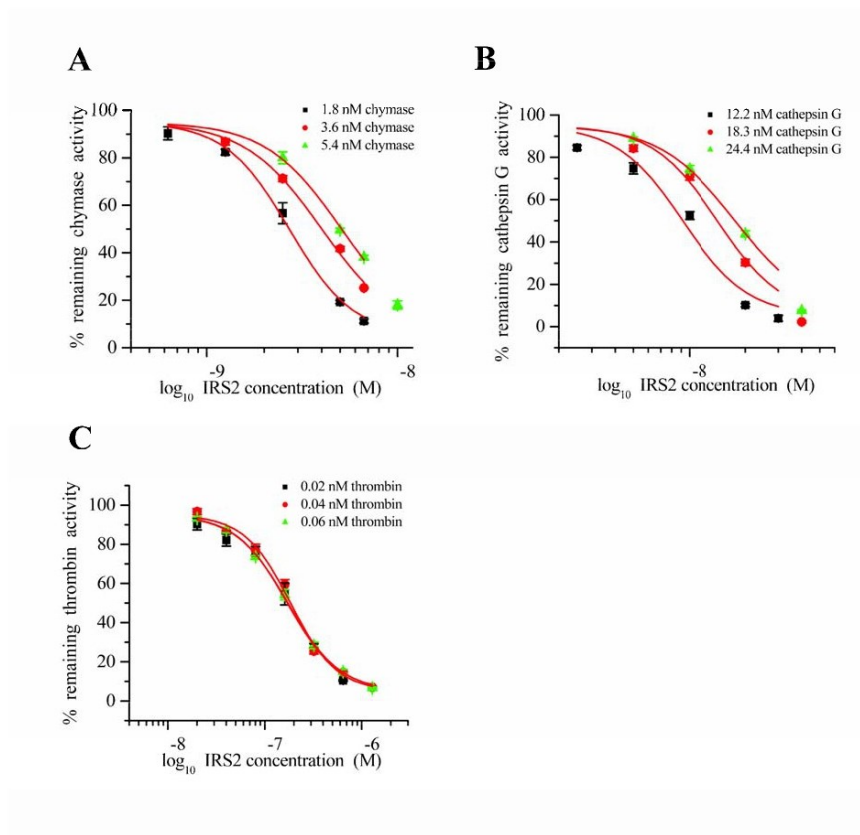 A
% remaining chymase activity
100
80
60
40
20
0
1.8 nM chymase
3.6 nM chymase
5.4 nM chymase
-9
-8
log10 IRS2 concentration (M)
B
% remaining cathepsin G activity
100
80
60
40
20
0
12.2 nM cathepsin G
18.3 nM cathepsin G
24.4 nM cathepsin G
-8
log10 IRS2 concentration (M)
C
% remaining thrombin activity
100
80
60
40
20
0
0.02 nM thrombin
0.04 nM thrombin
0.06 nM thrombin
-8
-7
-6
log10 IRS2 concentration (M)